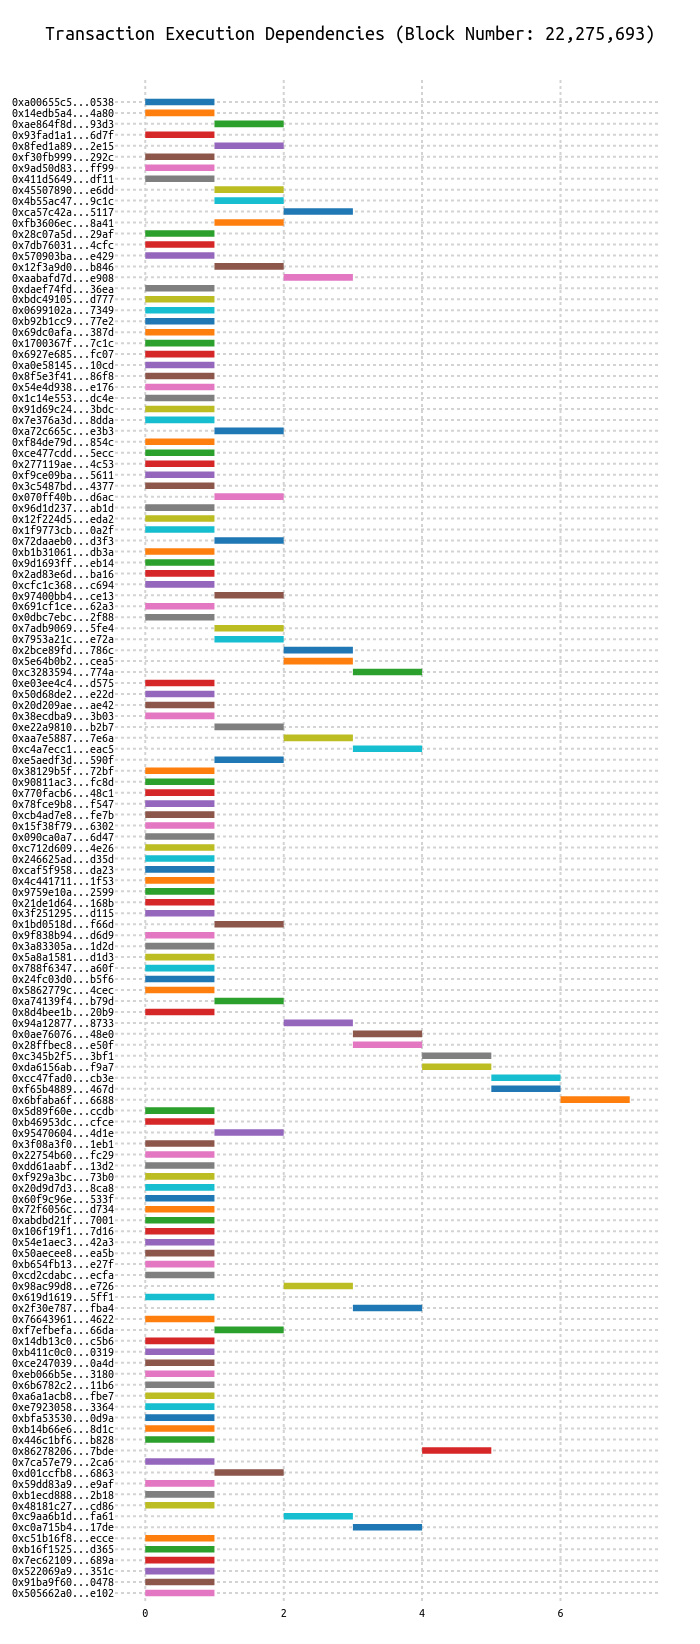 Transaction Execution Dependencies (Block Number: 22,275,693)
0xa00655c5...0538
0x14edb5a4...4a80
0xae864f8d...93d3
0x93fad1a1...6d7f
0x8fed1a89...2e15
0xf30fb999...292c
0x9ad50d83...ff99
0x411d5649...df11
0x45507890...e6dd
0x4b55ac47...9c1c
0xca57c42a...5117
0xfb3606ec...8a41
0x28c07a5d...29af
0x7db76031...4cfc
0x570903ba...e429
0x12f3a9d0...b846
0xaabafd7d...e908
0xdaef74fd...36ea
0xbdc49105...d777
0x0699102a...7349
0xb92b1cc9...77e2
0x69dc0afa...387d
0x1700367f...7c1c
0x6927e685...fc07
0xa0e58145...10cd
0x8f5e3f41...86f8
0x54e4d938...e176
0x1c14e553...dc4e
0x91d69c24...3bdc
0x7e376a3d...8dda
0xa72c665c...e3b3
0xf84de79d...854c
0xce477cdd...5ecc
0x277119ae...4c53
0xf9ce09ba...5611
0x3c5487bd...4377
0x070ff40b...d6ac
0x96d1d237...ab1d
0x12f224d5...eda2
0x1f9773cb...0a2f
0x72daaeb0...d3f3
0xb1b31061...db3a
0x9d1693ff...eb14
0x2ad83e6d...ba16
0xcfc1c368...c694
0x97400bb4...ce13
0x691cf1ce...62a3
0x0dbc7ebc...2f88
0x7adb9069...5fe4
0x7953a21c...e72a
0x2bce89fd...786c
0x5e64b0b2...cea5
0xc3283594...774a
0xe03ee4c4...d575
0x50d68de2...e22d
0x20d209ae...ae42
0x38ecdba9...3b03
0xe22a9810...b2b7
0xaa7e5887...7e6a
0xc4a7ecc1...eac5
0xe5aedf3d...590f
0x38129b5f...72bf
0x90811ac3...fc8d
0x770facb6...48c1
0x78fce9b8...f547
0xcb4ad7e8...fe7b
0x15f38f79...6302
0x090ca0a7...6d47
0xc712d609...4e26
0x246625ad...d35d
0xcaf5f958...da23
0x4c441711...1f53
0x9759e10a...2599
0x21de1d64...168b
0x3f251295...d115
0x1bd0518d...f66d
0x9f838b94...d6d9
0x3a83305a...1d2d
0x5a8a1581...d1d3
0x788f6347...a60f
0x24fc03d0...b5f6
0x5862779c...4cec
0xa74139f4...b79d
0x8d4bee1b...20b9
0x94a12877...8733
0x0ae76076...48e0
0x28ffbec8...e50f
0xc345b2f5...3bf1
0xda6156ab...f9a7
0xcc47fad0...cb3e
0xf65b4889...467d
0x6bfaba6f...6688
0x5d89f60e...ccdb
0xb46953dc...cfce
0x95470604...4d1e
0x3f08a3f0...1eb1
0x22754b60...fc29
0xdd61aabf...13d2
0xf929a3bc...73b0
0x20d9d7d3...8ca8
0x60f9c96e...533f
0x72f6056c...d734
0xabdbd21f...7001
0x106f19f1...7d16
0x54e1aec3...42a3
0x50aecee8...ea5b
0xb654fb13...e27f
0xcd2cdabc...ecfa
0x98ac99d8...e726
0x619d1619...5ff1
0x2f30e787...fba4
0x76643961...4622
0xf7efbefa...66da
0x14db13c0...c5b6
0xb411c0c0...0319
0xce247039...0a4d
0xeb066b5e...3180
0x6b6782c2...11b6
0xa6a1acb8...fbe7
0xe7923058...3364
0xbfa53530...0d9a
0xb14b66e6...8d1c
0x446c1bf6...b828
0x86278206...7bde
0x7ca57e79...2ca6
0xd01ccfb8...6863
0x59dd83a9...e9af
0xb1ecd888...2b18
0x48181c27...cd86
0xc9aa6b1d...fa61
0xc0a715b4...17de
0xc51b16f8...ecce
0xb16f1525...d365
0x7ec62109...689a
0x522069a9...351c
0x91ba9f60...0478
0x505662a0...e102
0 2 4 6